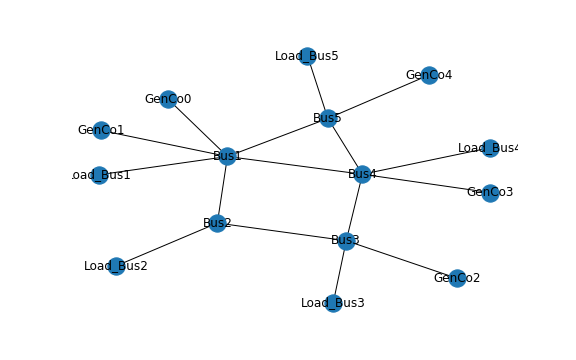 Load_Bus5
GenCo4
GenCo0
Bus5
GenCo1
Load_Bus4
Bus1
oad_Bus1
Bus4
GenCo3
Bus2
Bus3
Load_Bus2
GenCo2
Load_Bus3